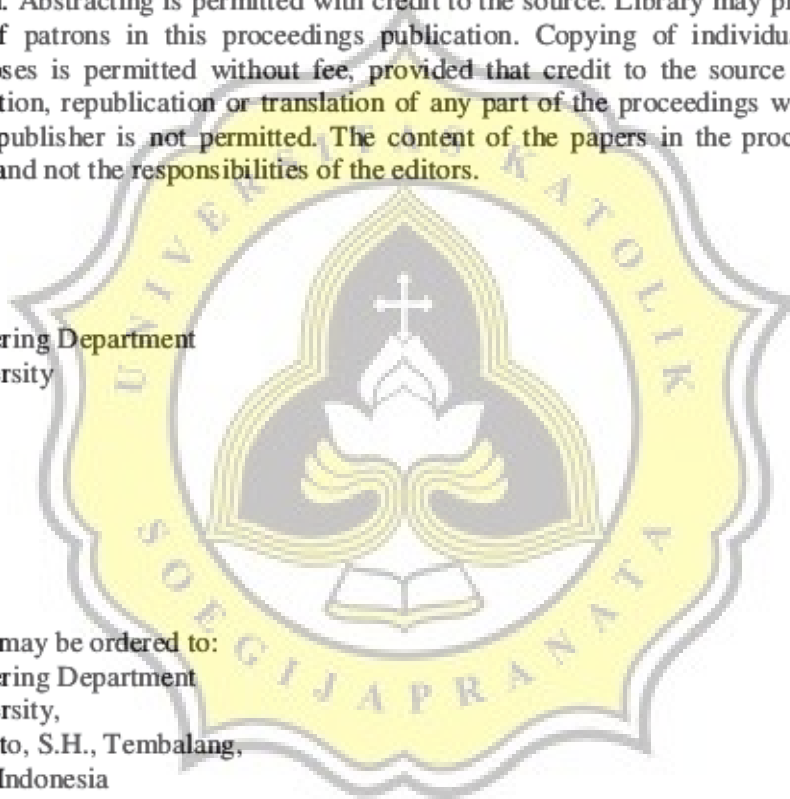 . Abstracting is permitted with credit to the source. Library may p
f patrons in this proceedings publication. Copying of individu
oses is permitted without fee, provided that credit to the source
tion, republication or translation of any part of the proceedings w
publisher is not permitted. The content of the papers in the proc
and not the responsibilities of the editors.
UNIVERSITAS KATOLIK
ring Department
rsity
SOEGIJAPRANATA
may be ordered to:
ring Department
rsity,
to, S.H., Tembalang,
Indonesia